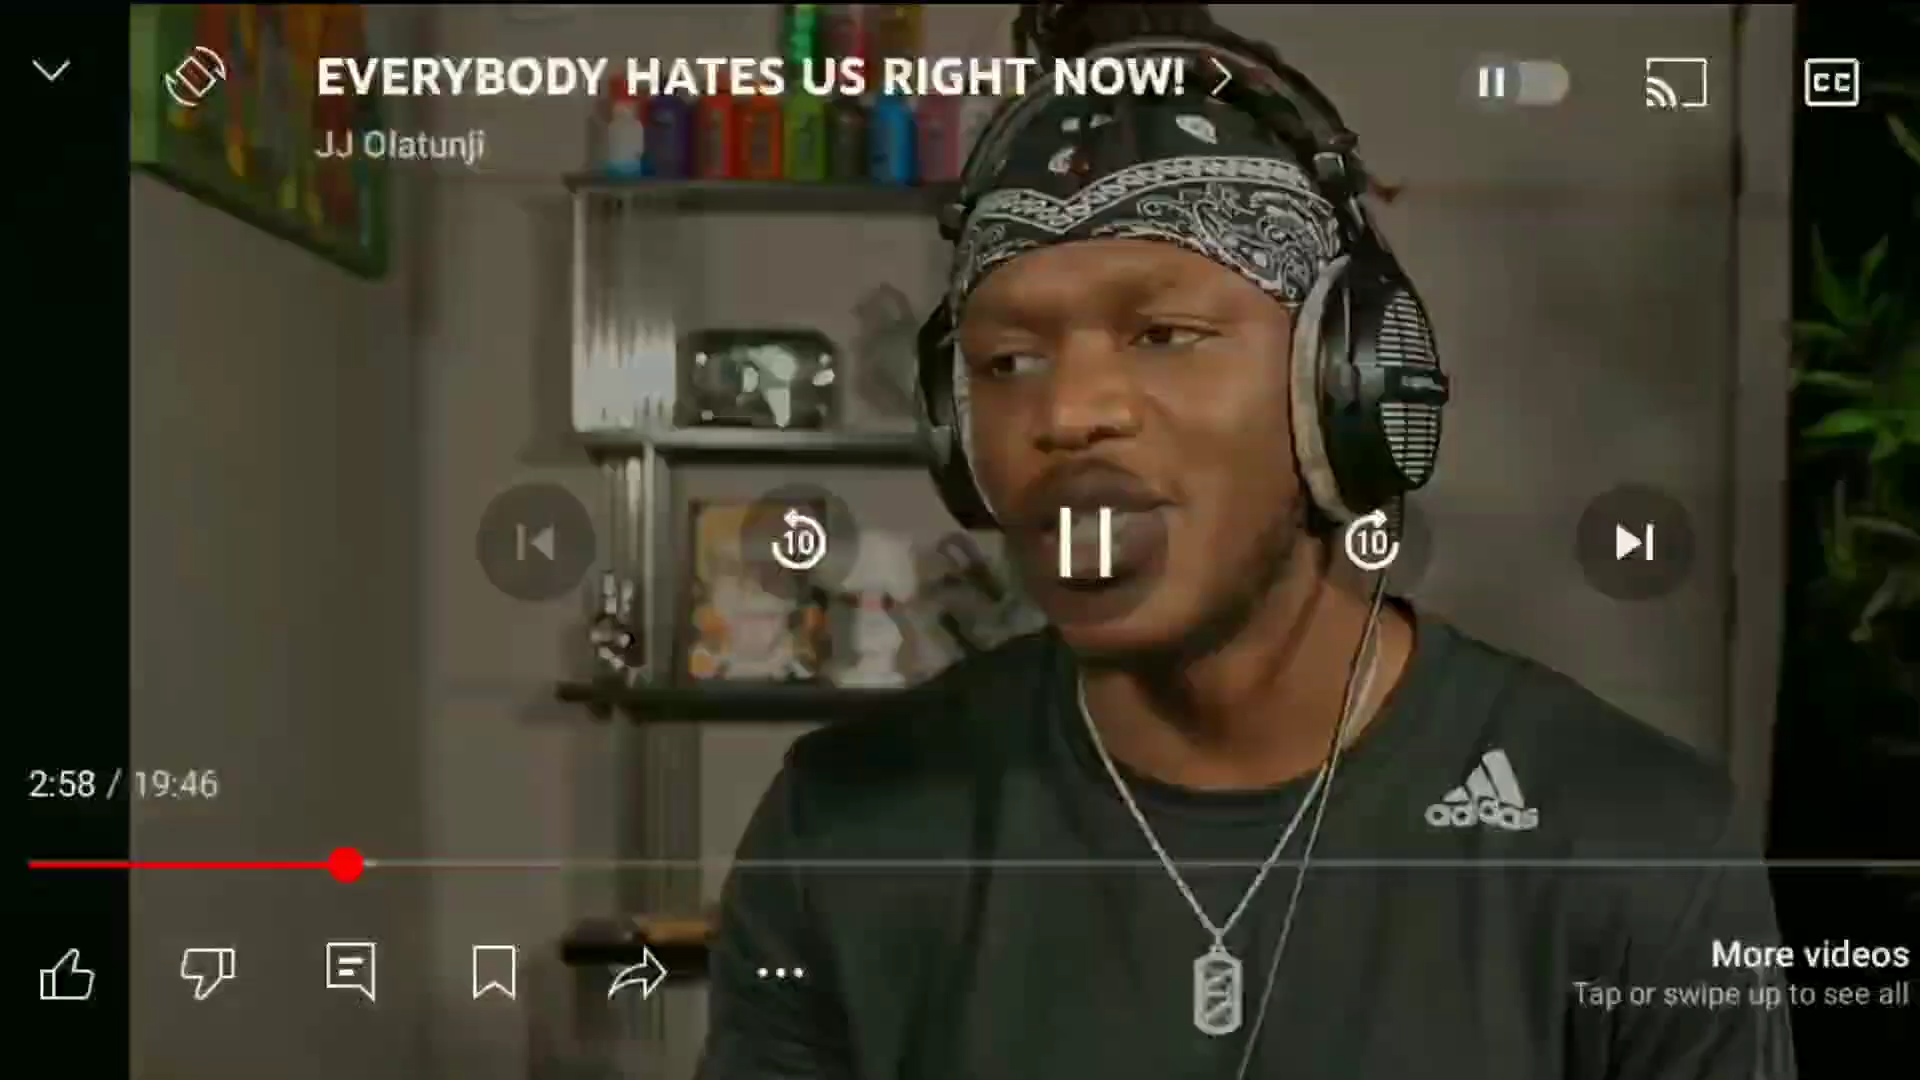 EVERYBODY HATES US RIGHT NOW!
JJ Olatunji
CC
10
10
2:58 / 19:46
adidas
More videos
Tap or swipe up to see all